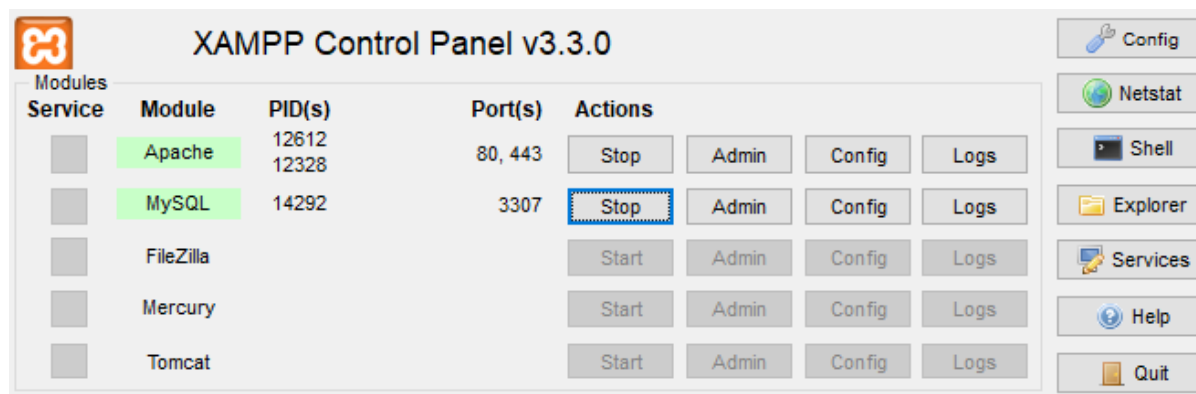 XAMPP Control Panel v3.3.0
Modules
Service Module PID(s) Port(s) Actions
Apache 12612 12328 80, 443 Stop Admin Config Logs
MySQL 14292 3307 Stop Admin Config Logs
FileZilla Start Admin Config Logs
Mercury Start Admin Config Logs
Tomcat Start Admin Config Logs
Config
Netstat
Shell
Explorer
Services
Help
Quit